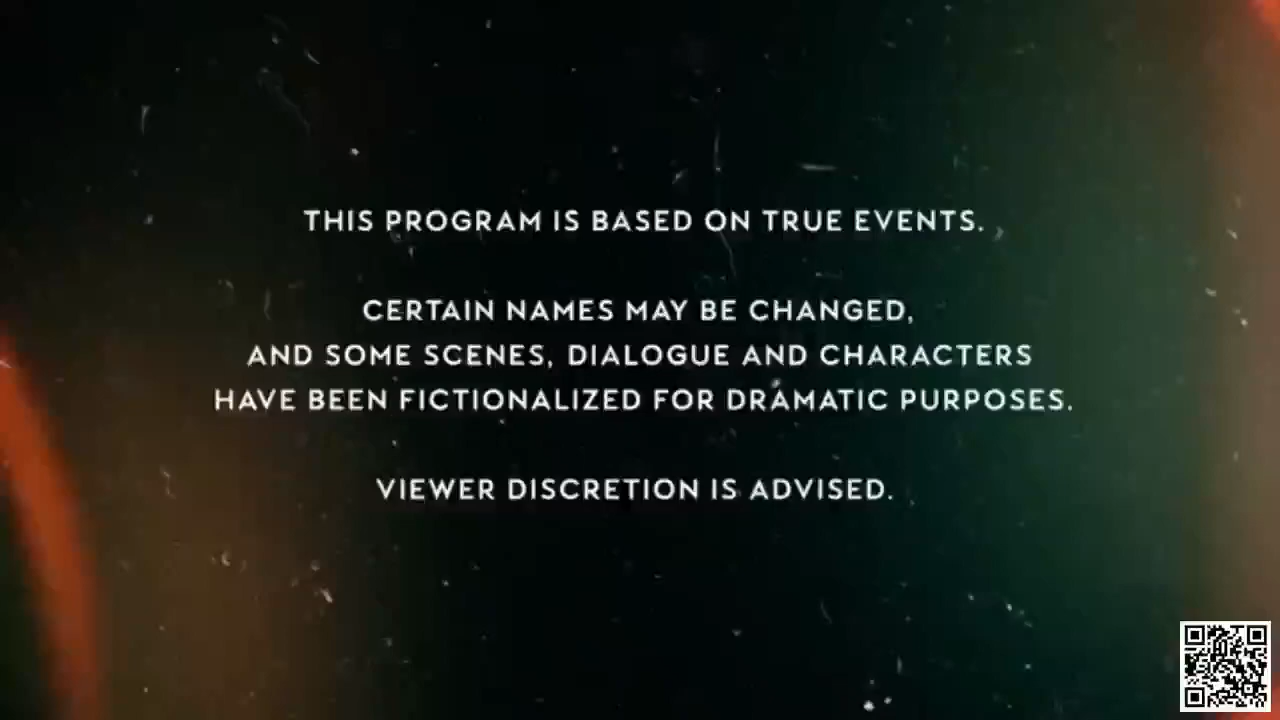 THIS PROGRAM IS BASED ON TRUE EVENTS.
CERTAIN NAMES MAY BE CHANGED,
AND SOME SCENES, DIALOGUE AND CHARACTERS
HAVE BEEN FICTIONALIZED FOR DRAMATIC PURPOSES.
VIEWER DISCRETION IS ADVISED.